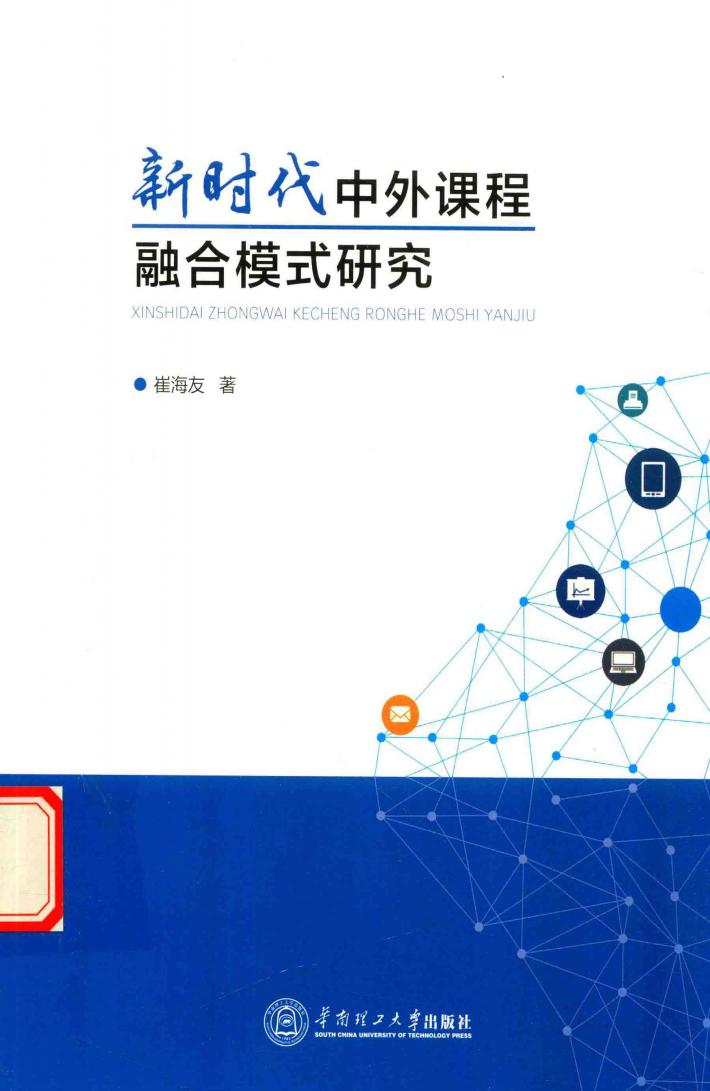 新时代中外课程
融合模式研究
XINSHIDAI ZHONGWAI KECHENG RONGHE MOSHI YANJIU
崔海友 著
华南理工大学出版社
SOUTH CHINA UNIVERSITY OF TECHNOLOGY PRESS